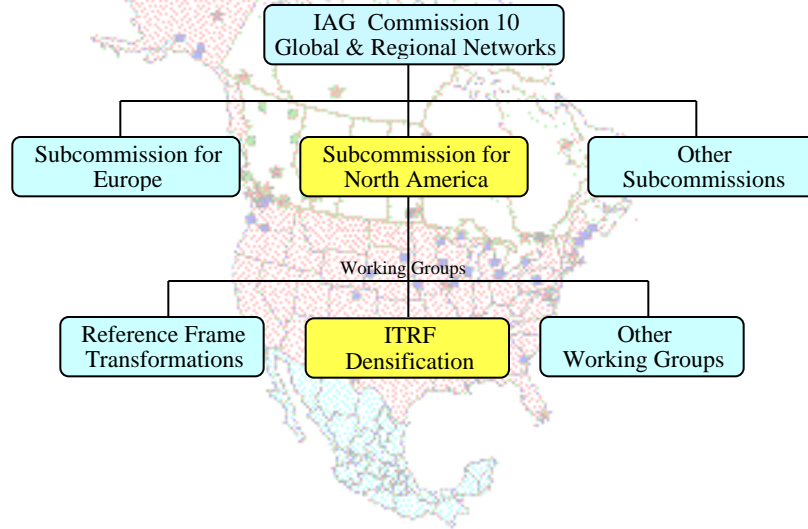 IAG Commission 10
Global & Regional Networks
Subcommission for
Europe
Subcommission for
North America
Other
Subcommissions
Working Groups
Reference Frame
Transformations
ITRF
Densification
Other
Working Groups